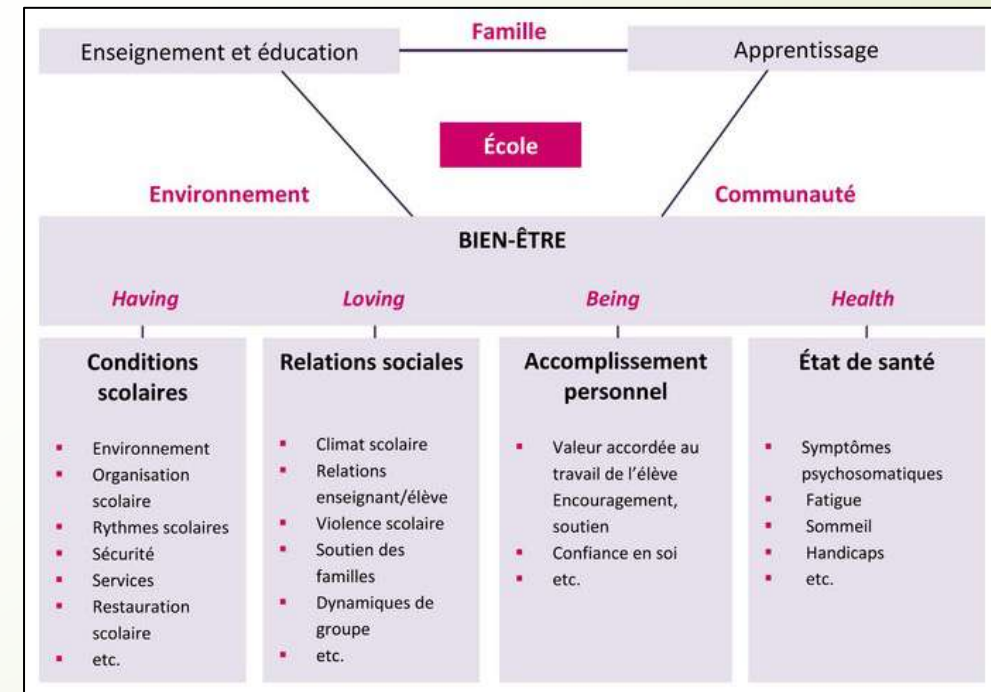 Famille
Enseignement et éducation
Apprentissage
École
Environnement
Communauté
BIEN-ÊTRE
Having
Loving
Being
Health
Conditions
scolaires
▪ Environnement
▪ Organisation
scolaire
▪ Rythmes scolaires
▪ Sécurité
▪ Services
▪ Restauration
scolaire
▪ etc.
Relations sociales
▪ Climat scolaire
▪ Relations
enseignant/élève
▪ Violence scolaire
▪ Soutien des
familles
▪ Dynamiques de
groupe
▪ etc.
Accomplissement
personnel
▪ Valeur accordée au
travail de l’élève
Encouragement,
soutien
▪ Confiance en soi
▪ etc.
État de santé
▪ Symptômes
psychosomatiques
▪ Fatigue
▪ Sommeil
▪ Handicaps
▪ etc.